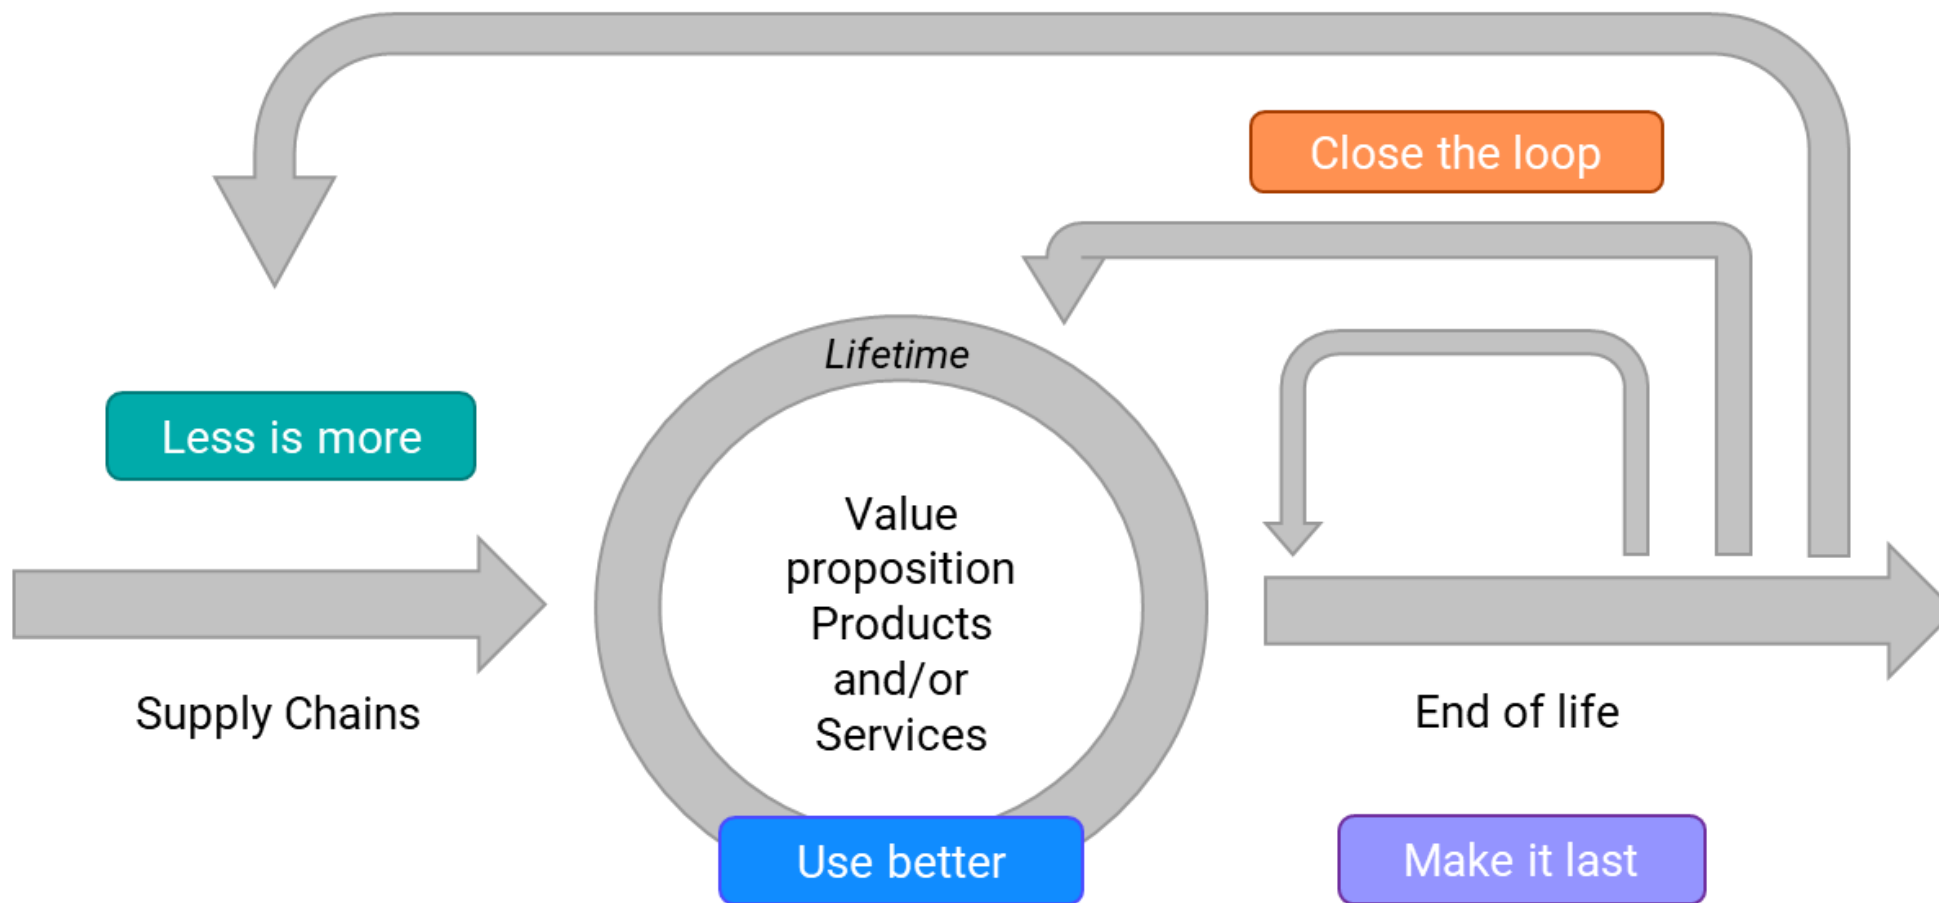 Close the loop
Lifetime
Less is more
Value
proposition
Products
and/or
Services
Supply Chains
End of life
Use better
Make it last